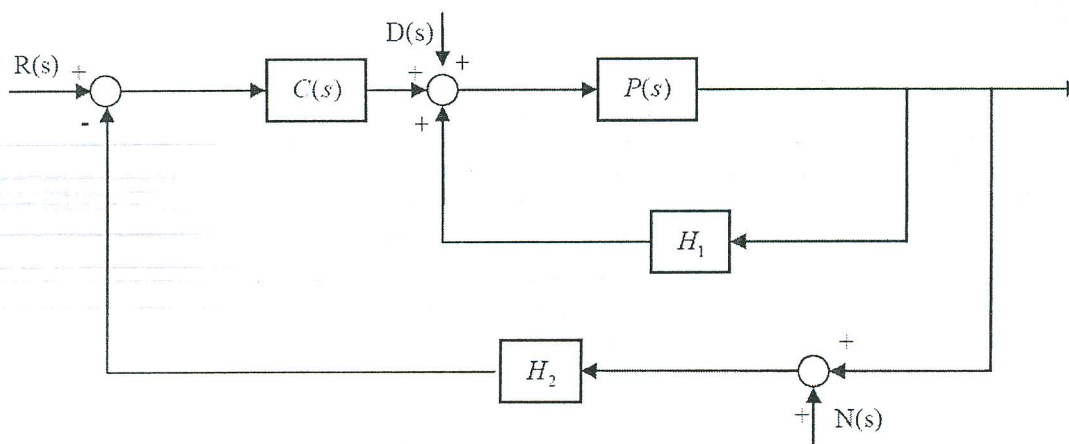 D(s)
R(s) + + +
C(s) P(s)
- +
H₁
+
H₂
+ N(s)